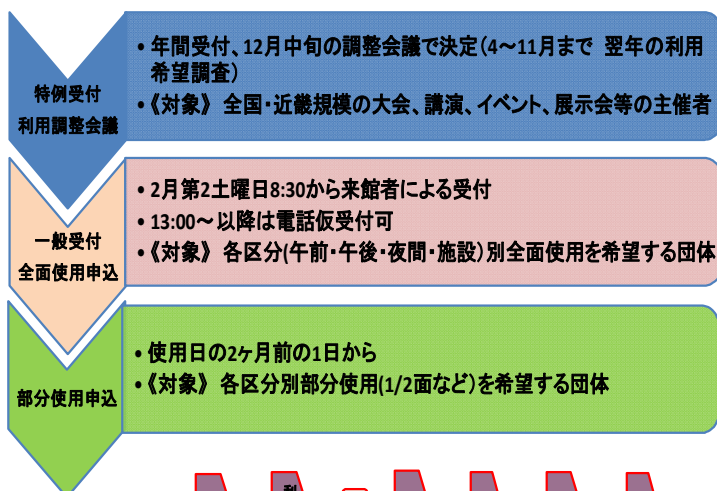 特例受付
利用調整会議
• 年間受付、12月中旬の調整会議で決定（4～11月まで 翌年の利用
希望調査）
• 《対象》 全国・近畿規模の大会、講演、イベント、展示会等の主催者
一般受付
全面使用申込
• 2月第2土曜日8:30から来館者による受付
• 13:00～以降は電話仮受付可
• 《対象》 各区分(午前・午後・夜間・施設）別全面使用を希望する団体
部分使用申込
• 使用日の2ヶ月前の1日から
• 《対象》 各区分別部分使用(1/2面など）を希望する団体